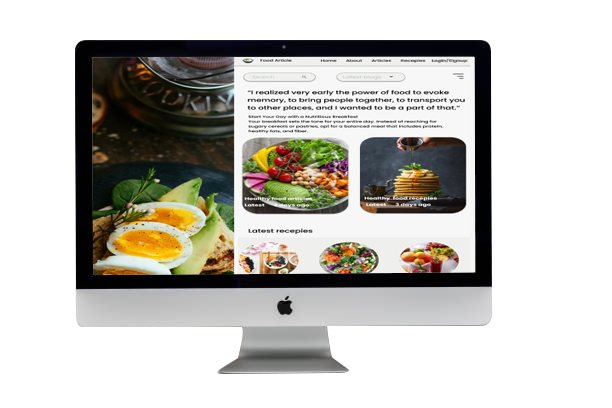 Food Article
Home About Articles Recepies Login/Signup
Search
Latest blogs
"I realized very early the power of food to evoke
memory, to bring people together, to transport you
to other places, and I wanted to be a part of that."
Start Your Day with a Nutritious Breakfast
Your breakfast sets the tone for your entire day. Instead of reaching for
sugary cereals or pastries, opt for a balanced meal that includes protein,
healthy fats, and fiber.
Healthy food articles
Latest 3 days ago
Healthy food recepies
Latest 3 days ago
Latest recepies